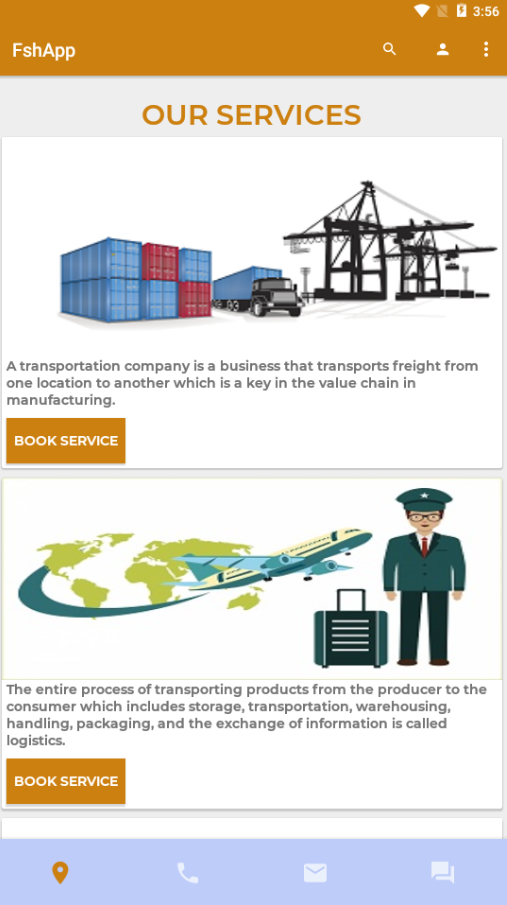 3:56
FshApp
OUR SERVICES
A transportation company is a business that transports freight from
one location to another which is a key in the value chain in
manufacturing.
BOOK SERVICE
The entire process of transporting products from the producer to the
consumer which includes storage, transportation, warehousing,
handling, packaging, and the exchange of information is called
logistics.
BOOK SERVICE